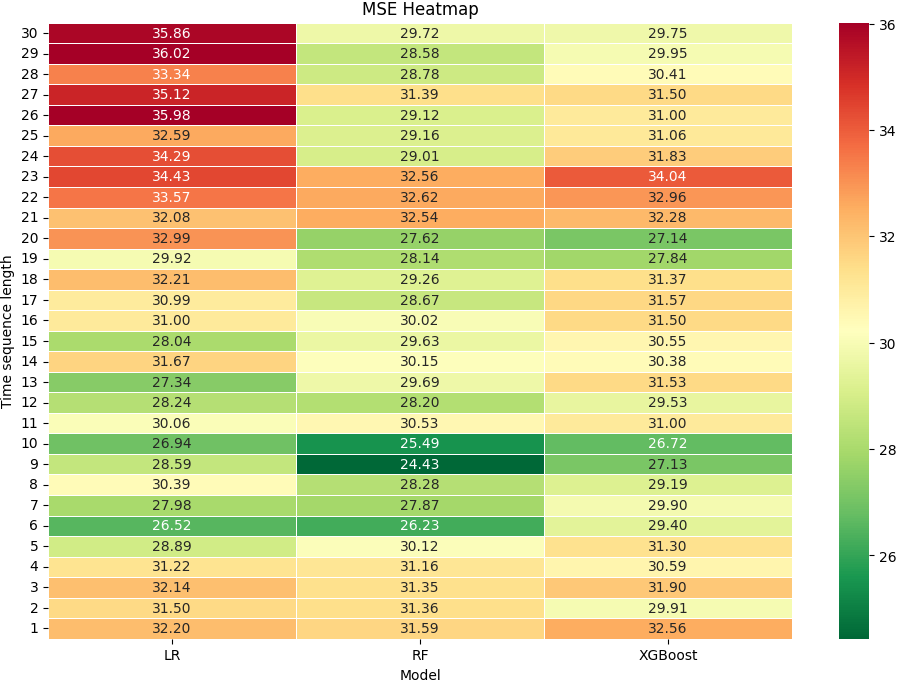 MSE Heatmap
30 35.86 29.72 29.75
29 36.02 28.58 29.95
28 33.34 28.78 30.41
27 35.12 31.39 31.50
26 35.98 29.12 31.00
25 32.59 29.16 31.06
24 34.29 29.01 31.83
23 34.43 32.56 34.04
22 33.57 32.62 32.96
21 32.08 32.54 32.28
20 32.99 27.62 27.14
19 29.92 28.14 27.84
18 32.21 29.26 31.37
17 30.99 28.67 31.57
16 31.00 30.02 31.50
15 28.04 29.63 30.55
14 31.67 30.15 30.38
13 27.34 29.69 31.53
12 28.24 28.20 29.53
11 30.06 30.53 31.00
10 26.94 25.49 26.72
9 28.59 24.43 27.13
8 30.39 28.28 29.19
7 27.98 27.87 29.90
6 26.52 26.23 29.40
5 28.89 30.12 31.30
4 31.22 31.16 30.59
3 32.14 31.35 31.90
2 31.50 31.36 29.91
1 32.20 31.59 32.56
LR RF XGBoost
Model
Time sequence length
36
34
32
30
28
26